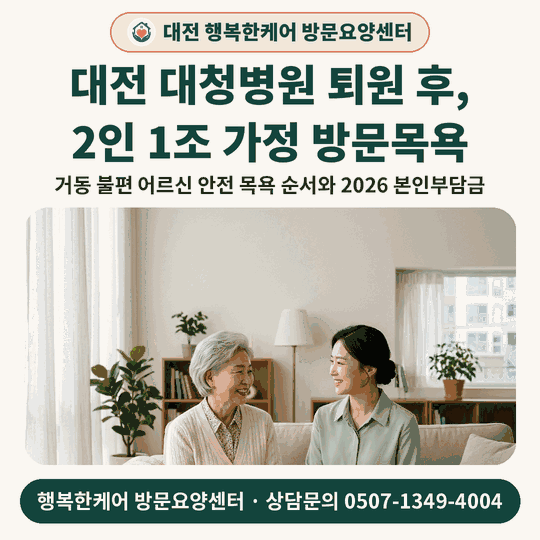 대전 행복한케어 방문요양센터
대전 대청병원 퇴원 후,
2인 1조 가정 방문목욕
거동 불편 어르신 안전 목욕 순서와 2026 본인부담금
행복한케어 방문요양센터 · 상담문의 0507-1349-4004